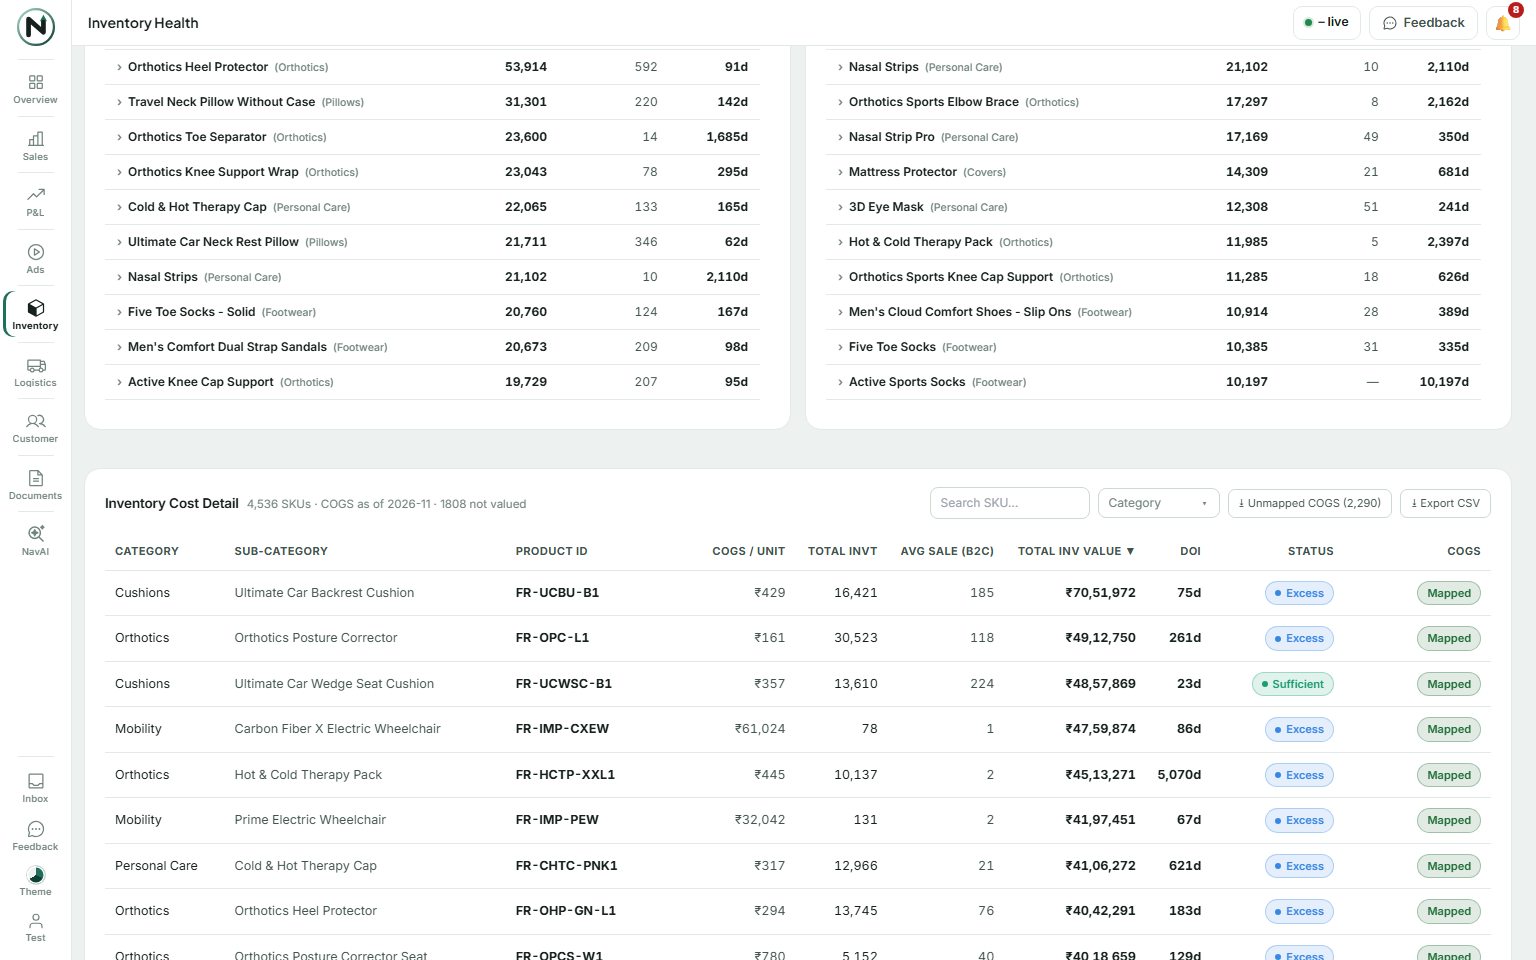 Inventory Health
– live
Feedback
8
Overview
Sales
P&L
Ads
Inventory
Logistics
Customer
Documents
NavAI
Inbox
Feedback
Theme
Test
› Orthotics Heel Protector (Orthotics) 53,914 592 91d
› Travel Neck Pillow Without Case (Pillows) 31,301 220 142d
› Orthotics Toe Separator (Orthotics) 23,600 14 1,685d
› Orthotics Knee Support Wrap (Orthotics) 23,043 78 295d
› Cold & Hot Therapy Cap (Personal Care) 22,065 133 165d
› Ultimate Car Neck Rest Pillow (Pillows) 21,711 346 62d
› Nasal Strips (Personal Care) 21,102 10 2,110d
› Five Toe Socks - Solid (Footwear) 20,760 124 167d
› Men's Comfort Dual Strap Sandals (Footwear) 20,673 209 98d
› Active Knee Cap Support (Orthotics) 19,729 207 95d
› Nasal Strips (Personal Care) 21,102 10 2,110d
› Orthotics Sports Elbow Brace (Orthotics) 17,297 8 2,162d
› Nasal Strip Pro (Personal Care) 17,169 49 350d
› Mattress Protector (Covers) 14,309 21 681d
› 3D Eye Mask (Personal Care) 12,308 51 241d
› Hot & Cold Therapy Pack (Orthotics) 11,985 5 2,397d
› Orthotics Sports Knee Cap Support (Orthotics) 11,285 18 626d
› Men's Cloud Comfort Shoes - Slip Ons (Footwear) 10,914 28 389d
› Five Toe Socks (Footwear) 10,385 31 335d
› Active Sports Socks (Footwear) 10,197 — 10,197d
Inventory Cost Detail 4,536 SKUs · COGS as of 2026-11 · 1808 not valued
Search SKU... Category ⤓ Unmapped COGS (2,290) ⤓ Export CSV
CATEGORY SUB-CATEGORY PRODUCT ID COGS / UNIT TOTAL INVT AVG SALE (B2C) TOTAL INV VALUE ▼ DOI STATUS COGS
Cushions Ultimate Car Backrest Cushion FR-UCBU-B1 ₹429 16,421 185 ₹70,51,972 75d Excess Mapped
Orthotics Orthotics Posture Corrector FR-OPC-L1 ₹161 30,523 118 ₹49,12,750 261d Excess Mapped
Cushions Ultimate Car Wedge Seat Cushion FR-UCWSC-B1 ₹357 13,610 224 ₹48,57,869 23d Sufficient Mapped
Mobility Carbon Fiber X Electric Wheelchair FR-IMP-CXEW ₹61,024 78 1 ₹47,59,874 86d Excess Mapped
Orthotics Hot & Cold Therapy Pack FR-HCTP-XXL1 ₹445 10,137 2 ₹45,13,271 5,070d Excess Mapped
Mobility Prime Electric Wheelchair FR-IMP-PEW ₹32,042 131 2 ₹41,97,451 67d Excess Mapped
Personal Care Cold & Hot Therapy Cap FR-CHTC-PNK1 ₹317 12,966 21 ₹41,06,272 621d Excess Mapped
Orthotics Orthotics Heel Protector FR-OHP-GN-L1 ₹294 13,745 76 ₹40,42,291 183d Excess Mapped
Orthotics Orthotics Posture Corrector Seat FR-OPCS-W1 ₹780 5,152 40 ₹40,18,659 129d Excess Mapped